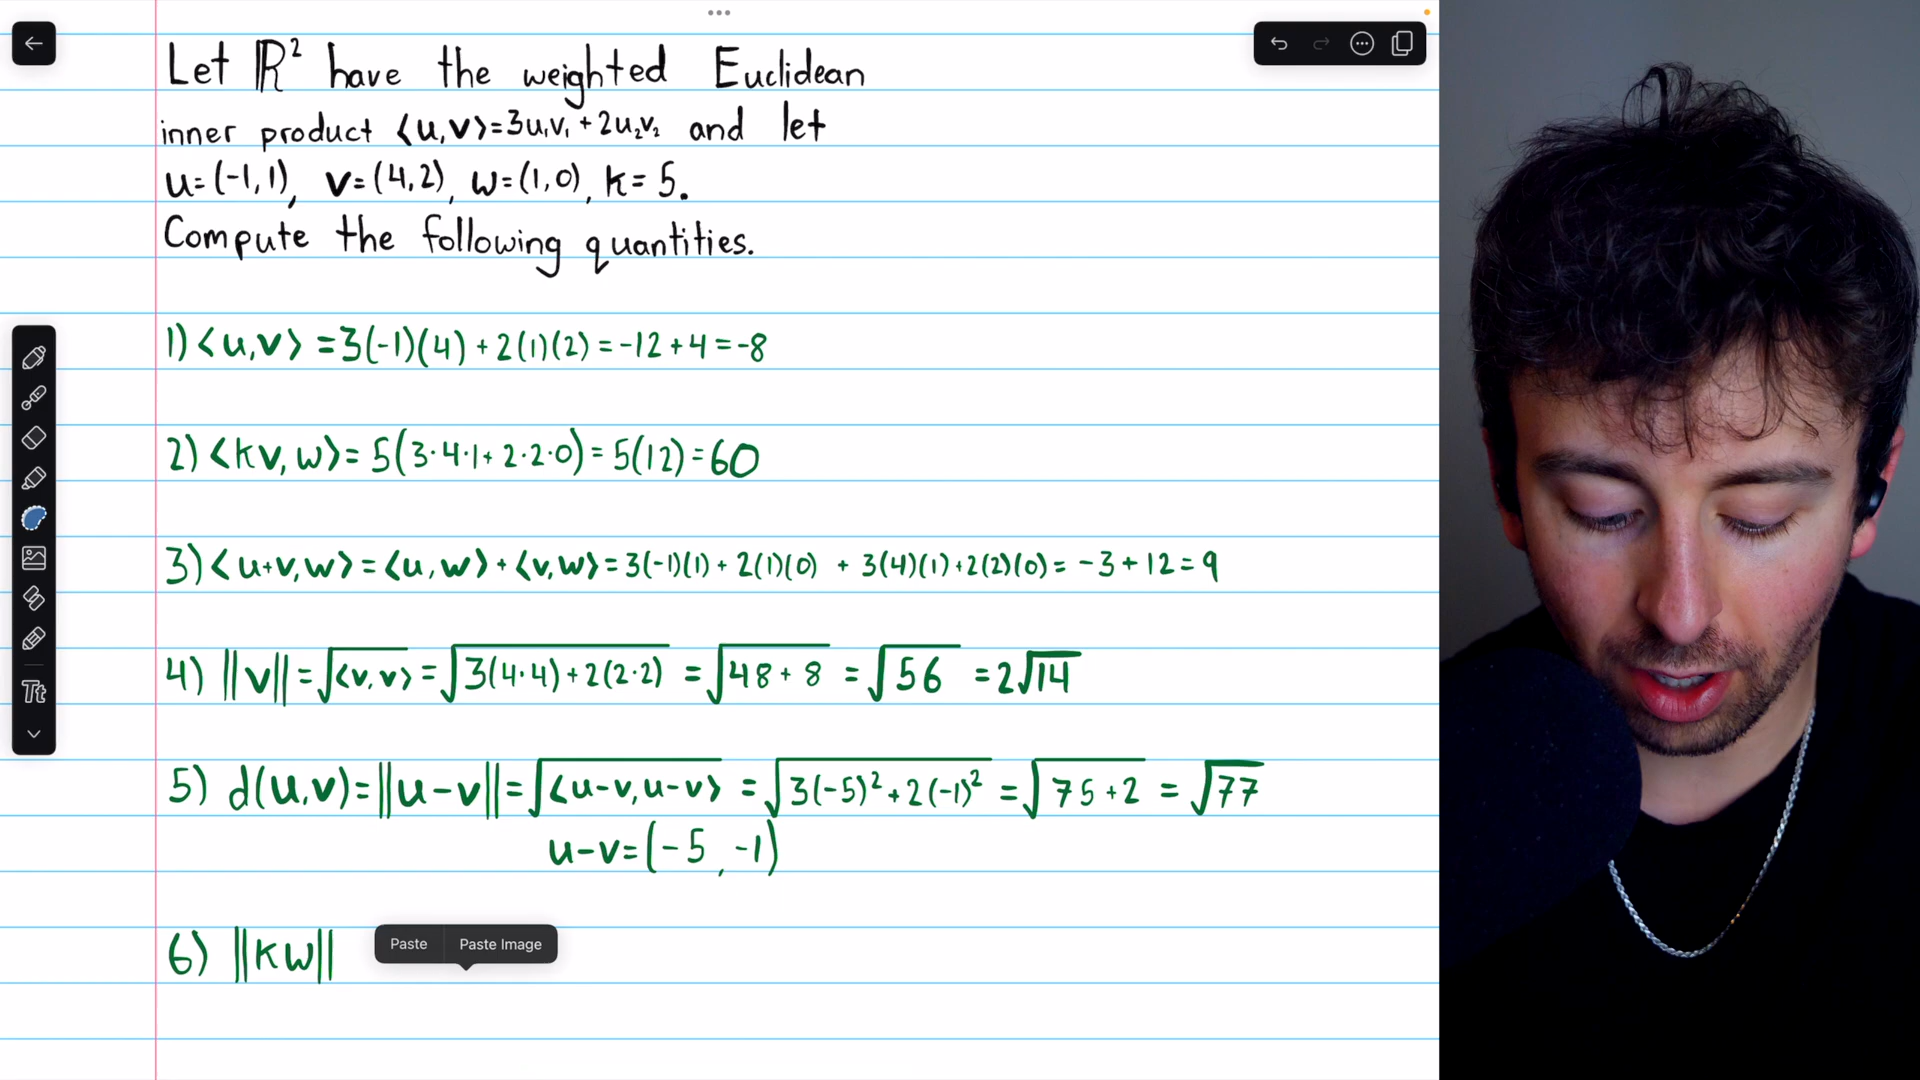 Let ℝ² have the weighted Euclidean
inner product ⟨u,v⟩=3u₁v₁+2u₂v₂ and let
u=(-1,1), v=(4,2), w=(1,0), k=5.
Compute the following quantities.
1) ⟨u,v⟩ = 3(-1)(4) + 2(1)(2) = -12+4 = -8
2) ⟨kv,w⟩ = 5(3·4·1+2·2·0) = 5(12) = 60
3) ⟨u+v,w⟩ = ⟨u,w⟩ + ⟨v,w⟩ = 3(-1)(1) + 2(1)(0) + 3(4)(1)+2(2)(0) = -3+12 = 9
4) ||v|| = √⟨v,v⟩ = √3(4·4)+2(2·2) = √48+8 = √56 = 2√14
5) d(u,v) = ||u-v|| = √⟨u-v,u-v⟩ = √3(-5)²+2(-1)² = √75+2 = √77
u-v=(-5,-1)
6) ||kw||
Paste Paste Image
Tt